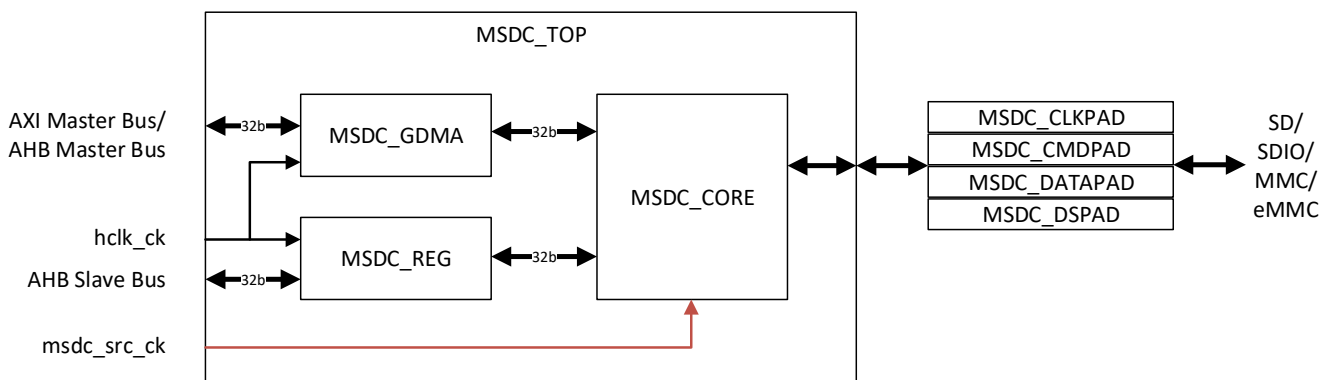 MSDC_TOP
AXI Master Bus/
AHB Master Bus
32b
MSDC_GDMA
32b
MSDC_CORE
MSDC_CLKPAD
MSDC_CMDPAD
MSDC_DATAPAD
MSDC_DSPAD
SD/
SDIO/
MMC/
eMMC
hclk_ck
MSDC_REG
32b
AHB Slave Bus
32b
msdc_src_ck